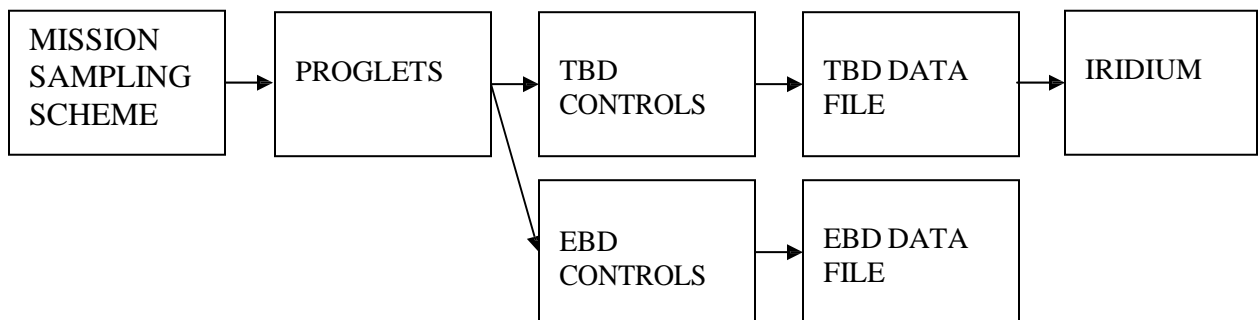 MISSION
SAMPLING
SCHEME
PROGLETS
TBD
CONTROLS
TBD DATA
FILE
IRIDIUM
EBD
CONTROLS
EBD DATA
FILE